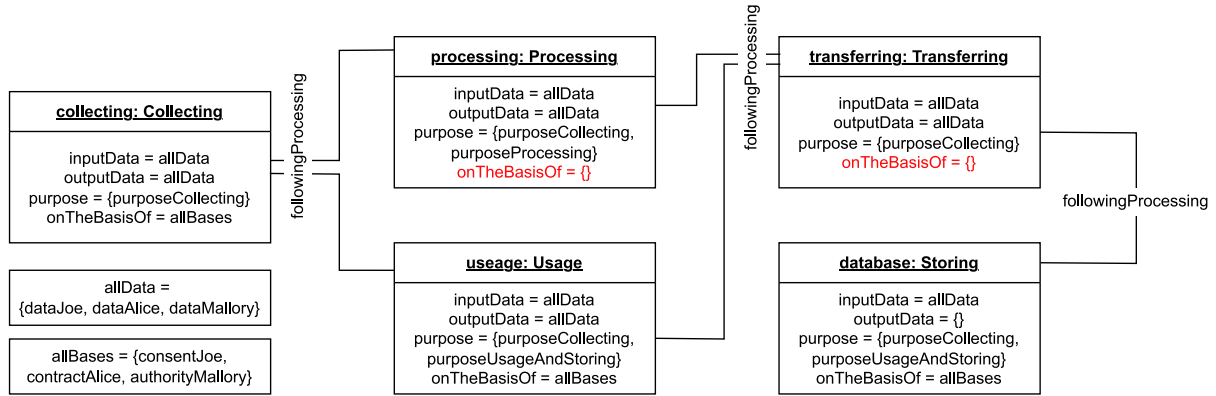 collecting: Collecting
inputData = allData
outputData = allData
purpose = {purposeCollecting}
onTheBasisOf = allBases
allData =
{dataJoe, dataAlice, dataMallory}
allBases = {consentJoe,
contractAlice, authorityMallory}
followingProcessing
processing: Processing
inputData = allData
outputData = allData
purpose = {purposeCollecting,
purposeProcessing}
onTheBasisOf = {}
useage: Usage
inputData = allData
outputData = allData
purpose = {purposeCollecting,
purposeUsageAndStoring}
onTheBasisOf = allBases
followingProcessing
transferring: Transferring
inputData = allData
outputData = allData
purpose = {purposeCollecting}
onTheBasisOf = {}
followingProcessing
database: Storing
inputData = allData
outputData = {}
purpose = {purposeCollecting,
purposeUsageAndStoring}
onTheBasisOf = allBases